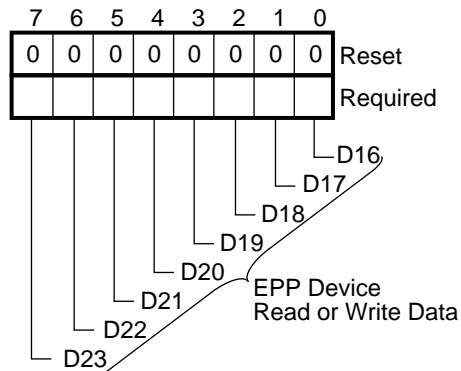 7 6 5 4 3 2 1 0
0 0 0 0 0 0 0 0 Reset
Required
D16
D17
D18
D19
D20
D21
D22
D23
EPP Device
Read or Write Data